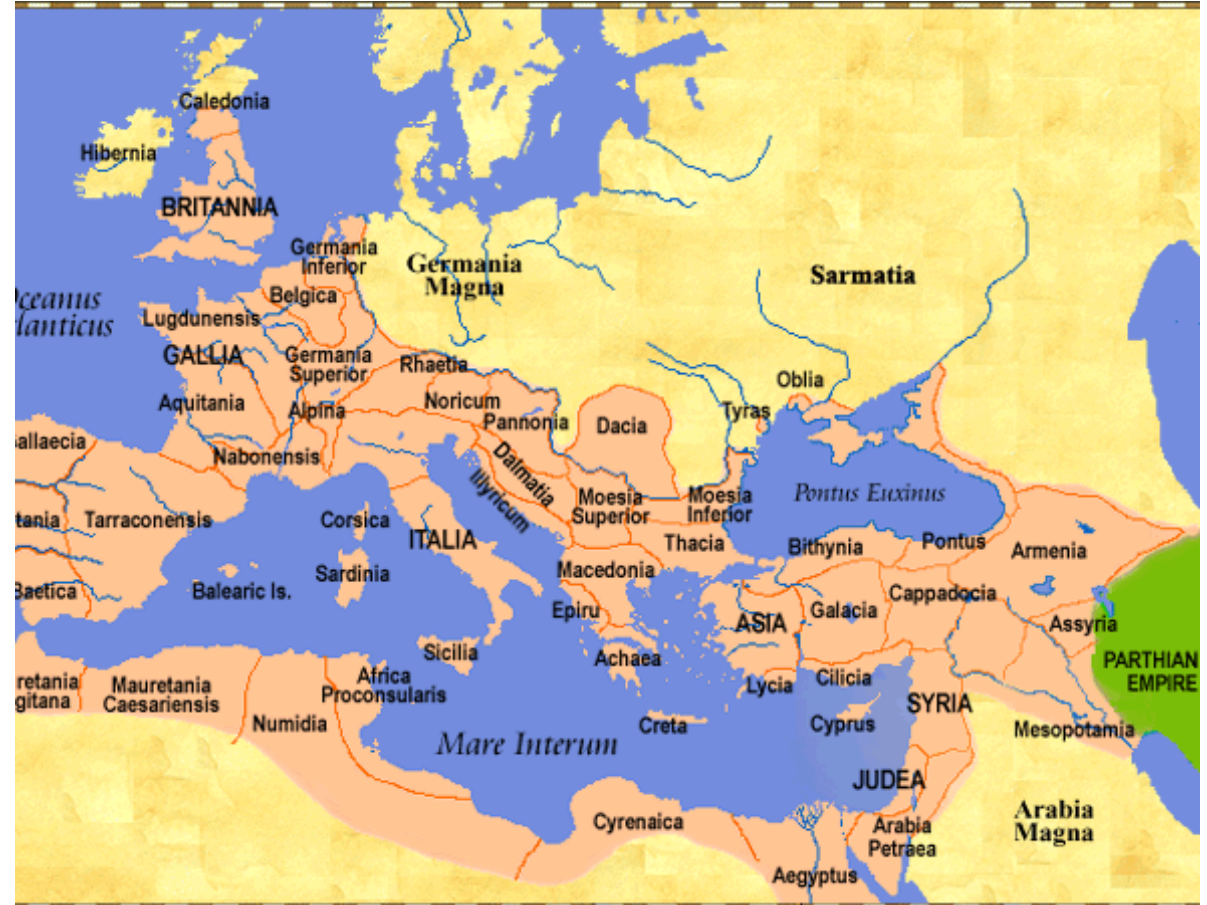 Caledonia
Hibernia
BRITANNIA
Germania
Inferior
Germania
Magna
Sarmatia
Oceanus
lanticus
Belgica
Lugdunensis
GALLIA
Germania
Superior
Rhaetia
Oblia
Aquitania
Alpina
Noricum
Pannonia
Dacia
Tyras
allaecia
Nabonensis
Dalmatia
Illyricum
Moesia
Superior
Moesia
Inferior
Pontus Euxinus
tania
Tarraconensis
Corsica
ITALIA
Thacia
Bithynia
Pontus
Armenia
Baetica
Balearic Is.
Sardinia
Macedonia
Epiru
ASIA
Galacia
Cappadocia
Assyria
Sicilia
Achaea
Lycia
Cilicia
PARTHIAN
EMPIRE
retania
gitana
Mauretania
Caesariensis
Numidia
Africa
Proconsularis
Creta
Cyprus
SYRIA
Mesopotamia
Mare Interum
JUDEA
Cyrenaica
Arabia
Petraea
Arabia
Magna
Aegyptus